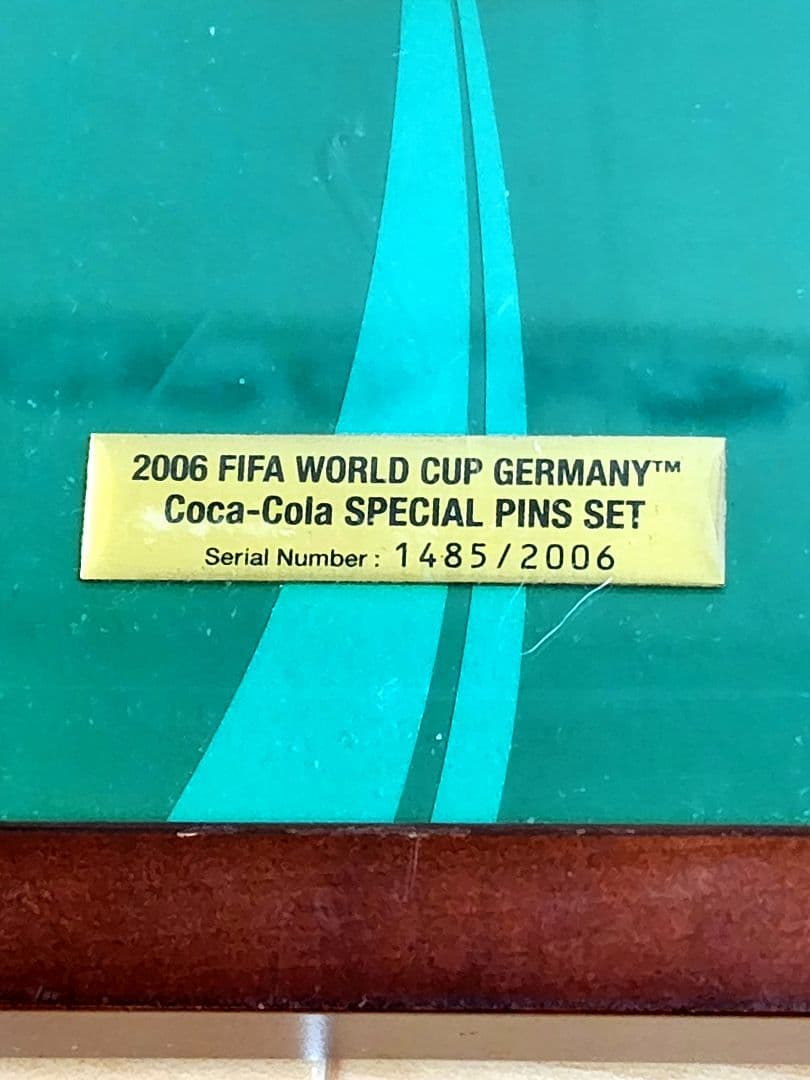 2006 FIFA WORLD CUP GERMANY™
Coca-Cola SPECIAL PINS SET
Serial Number : 1485/2006